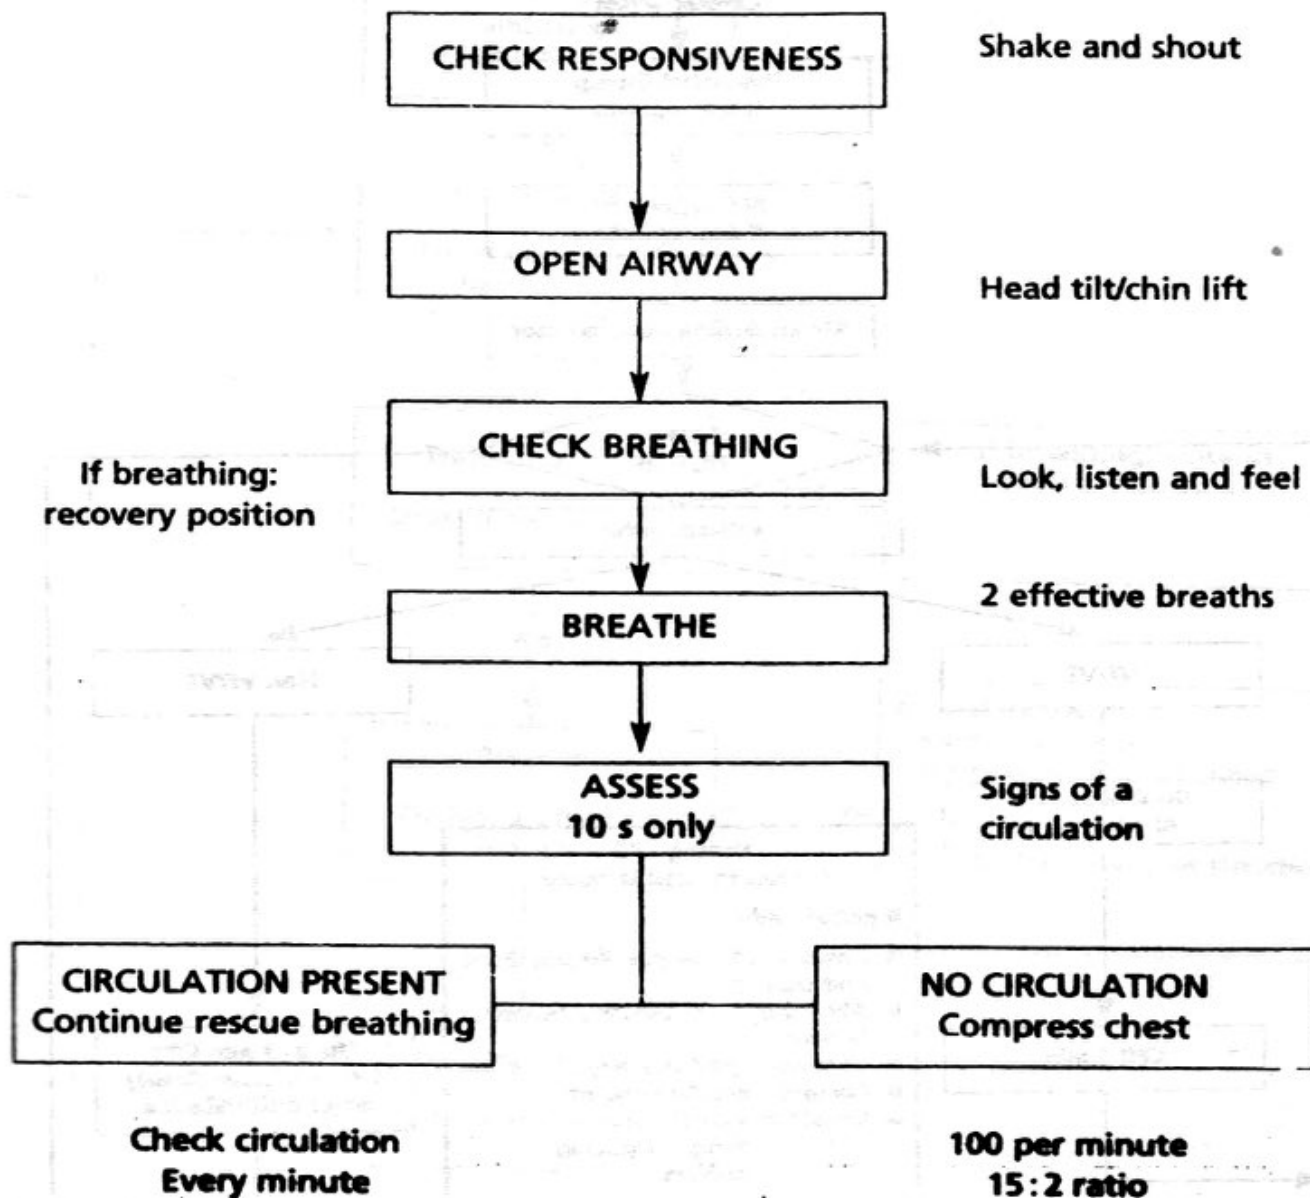 CHECK RESPONSIVENESS
Shake and shout
OPEN AIRWAY
Head tilt/chin lift
CHECK BREATHING
If breathing:
recovery position
Look, listen and feel
2 effective breaths
BREATHE
ASSESS
10 s only
Signs of a
circulation
CIRCULATION PRESENT
Continue rescue breathing
NO CIRCULATION
Compress chest
Check circulation
Every minute
100 per minute
15:2 ratio